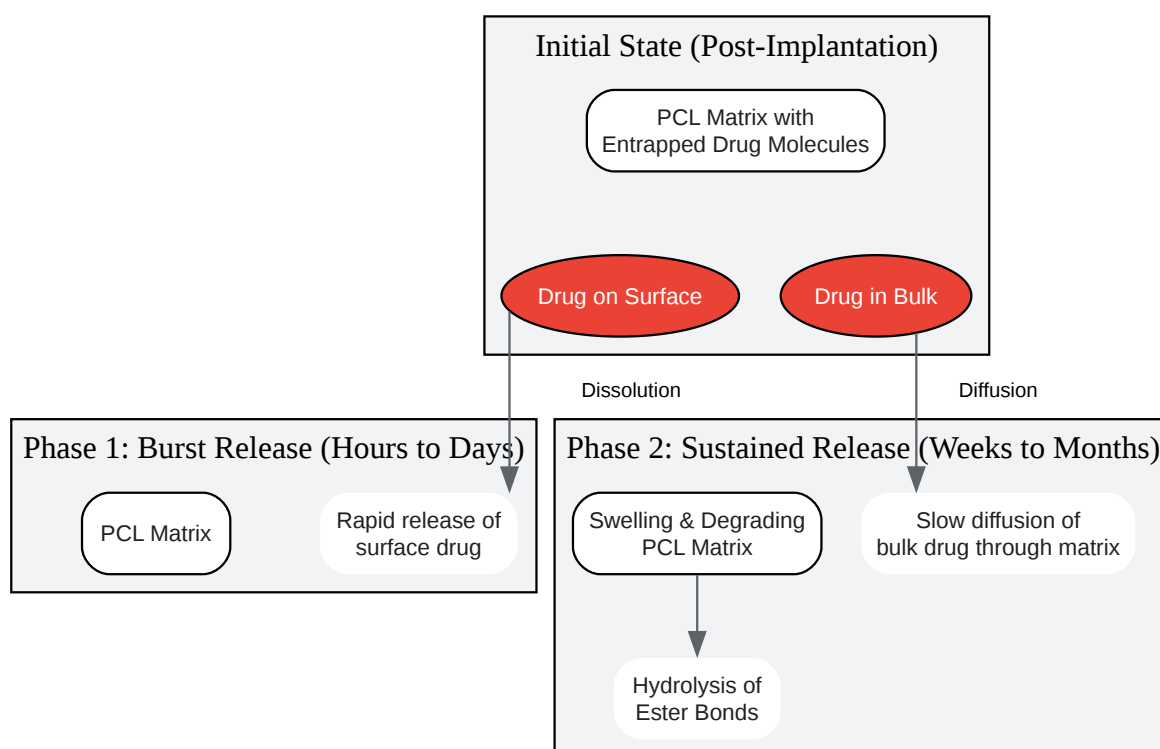 Initial State (Post-Implantation)
PCL Matrix with
Entrapped Drug Molecules
Drug on Surface
Drug in Bulk
Dissolution
Diffusion
Phase 1: Burst Release (Hours to Days)
PCL Matrix
Rapid release of
surface drug
Phase 2: Sustained Release (Weeks to Months)
Swelling & Degrading
PCL Matrix
Slow diffusion of
bulk drug through matrix
Hydrolysis of
Ester Bonds